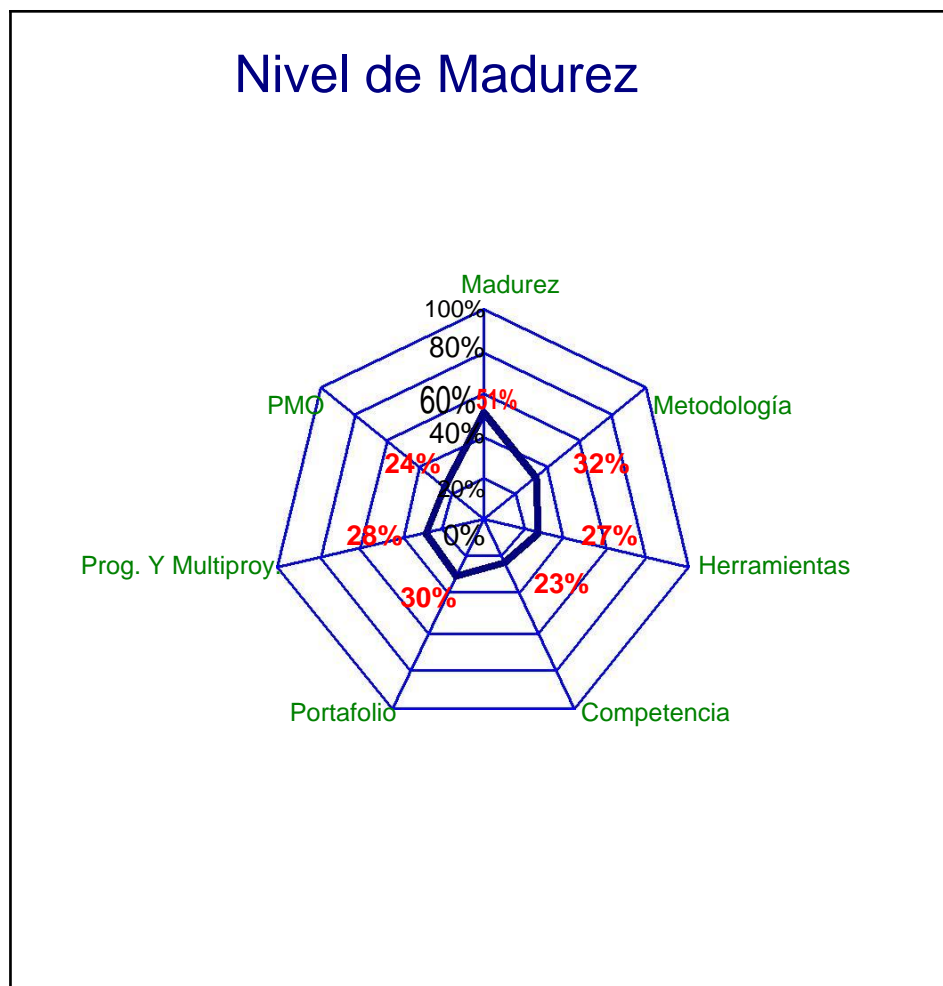 Nivel de Madurez
Madurez
100%
80%
60%
51%
PMO
Metodología
40%
24%
32%
20%
28%
0%
27%
Prog. Y Multiproy.
Herramientas
30%
23%
Portafolio
Competencia